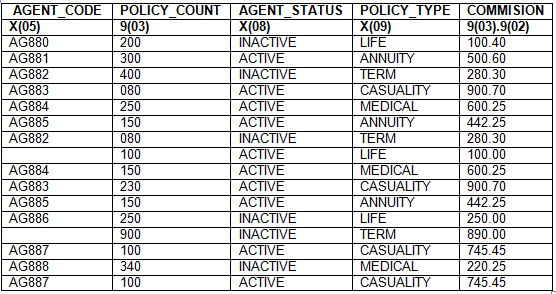 AGENT_CODE POLICY_COUNT AGENT_STATUS POLICY_TYPE COMMISION
X(05) 9(03) X(08) X(09) 9(03).9(02)
AG880 200 INACTIVE LIFE 100.40
AG881 300 ACTIVE ANNUITY 500.60
AG882 400 INACTIVE TERM 280.30
AG883 080 ACTIVE CASUALITY 900.70
AG884 250 ACTIVE MEDICAL 600.25
AG885 150 ACTIVE ANNUITY 442.25
AG882 080 INACTIVE TERM 280.30
100 ACTIVE LIFE 100.00
AG884 150 ACTIVE MEDICAL 600.25
AG883 230 ACTIVE CASUALITY 900.70
AG885 150 ACTIVE ANNUITY 442.25
AG886 250 INACTIVE LIFE 250.00
900 INACTIVE TERM 890.00
AG887 100 ACTIVE CASUALITY 745.45
AG888 340 INACTIVE MEDICAL 220.25
AG887 100 ACTIVE CASUALITY 745.45